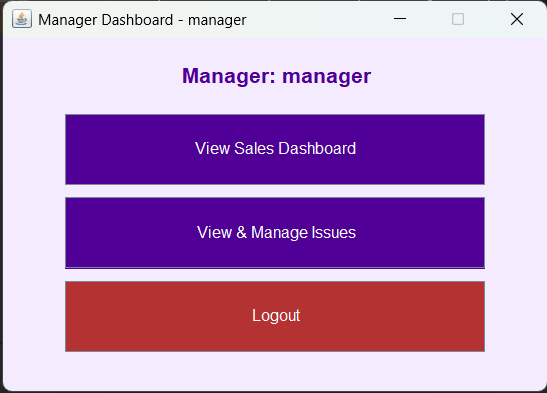 Manager Dashboard - manager
Manager: manager
View Sales Dashboard
View & Manage Issues
Logout